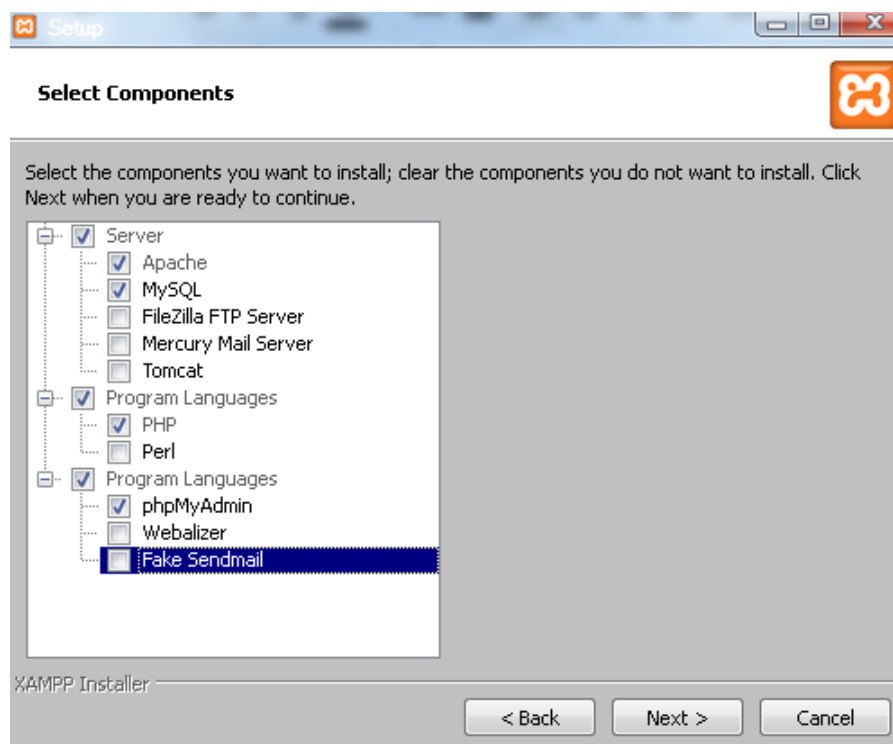 Setup
Select Components
Select the components you want to install; clear the components you do not want to install. Click
Next when you are ready to continue.
Server
Apache
MySQL
FileZilla FTP Server
Mercury Mail Server
Tomcat
Program Languages
PHP
Perl
Program Languages
phpMyAdmin
Webalizer
Fake Sendmail
XAMPP Installer
< Back
Next >
Cancel